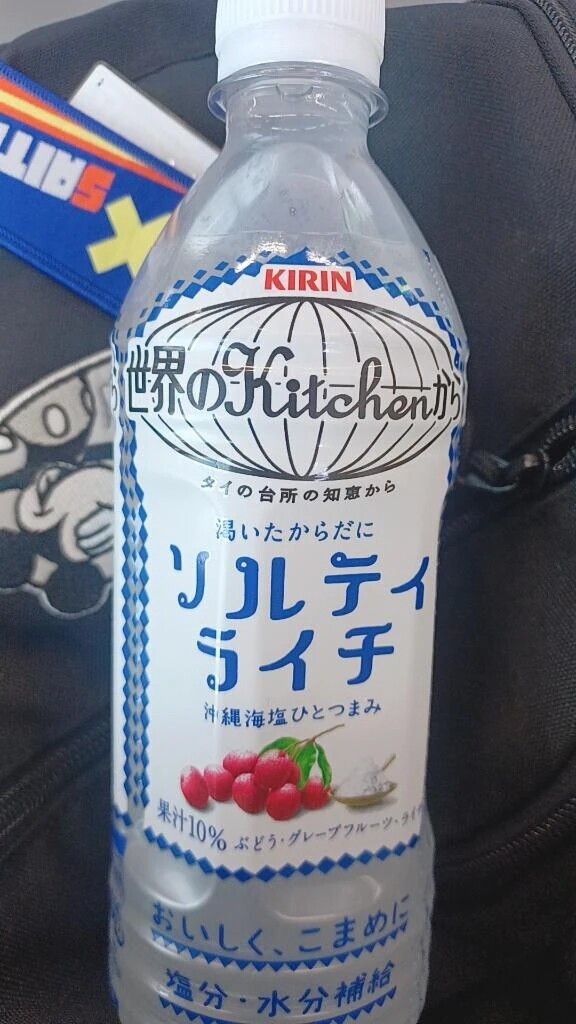 SAIT
KIRIN
世界のKitchenから
タイの台所の知恵から
渇いたからだに
ソルティ
ライチ
沖縄海塩ひとつまみ
果汁10% ぶどう・グレープフルーツ・ライチ
おいしく、こまめに
塩分・水分補給